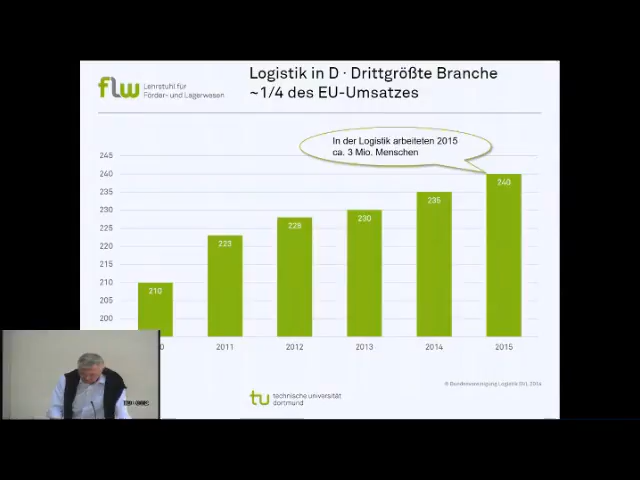 flw Lehrstuhl für
Förder- und Lagerwesen
Logistik in D · Drittgrößte Branche
~1/4 des EU-Umsatzes
In der Logistik arbeiteten 2015
ca. 3 Mio. Menschen
245
240
235
230
225
220
215
210
205
200
210
223
228
230
235
240
2011
2012
2013
2014
2015
© Bundesvereinigung Logistik
tu technische universität
dortmund